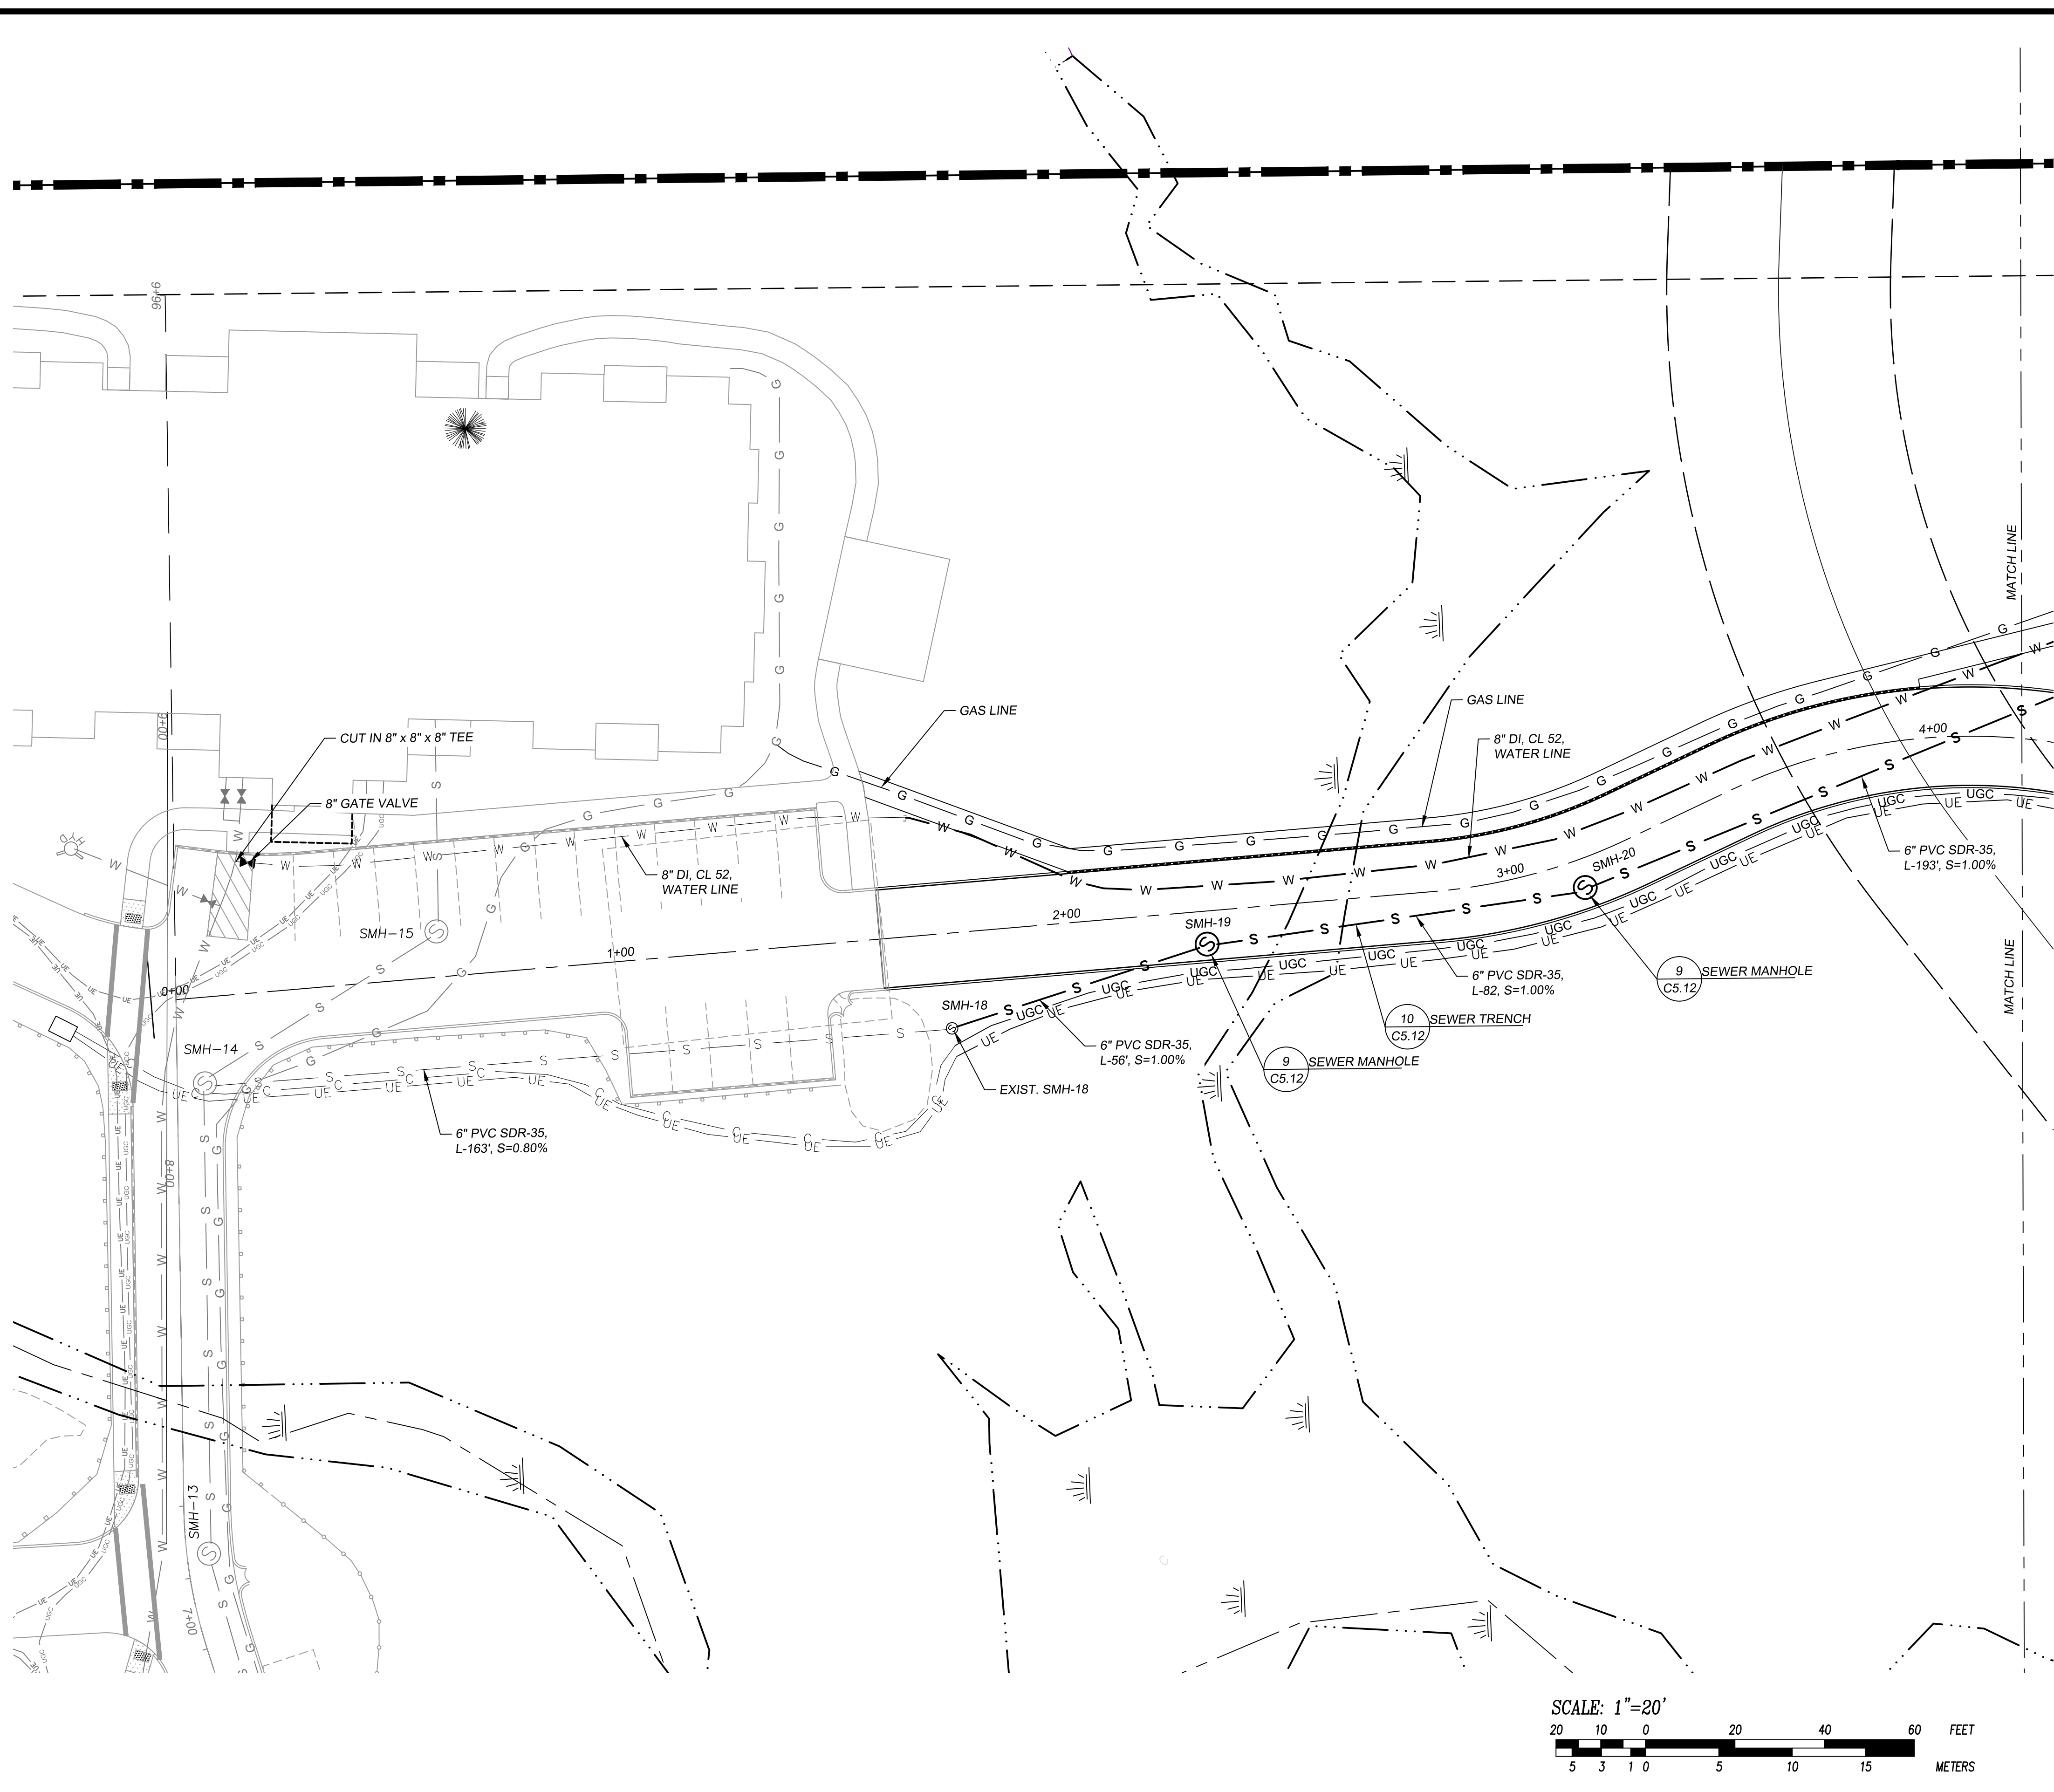 9+96
MATCH LINE
9+00
GAS LINE
GAS LINE
4+00
CUT IN 8" x 8" x 8" TEE
8" DI, CL 52,
WATER LINE
8" GATE VALVE
HYD
6" PVC SDR-35,
L-193', S=1.00%
SMH-20
8" DI, CL 52,
WATER LINE
3+00
2+00
SMH-15
SMH-19
1+00
9
C5.12
SEWER MANHOLE
6" PVC SDR-35,
L-82, S=1.00%
MATCH LINE
0+00
SMH-18
10
C5.12
SEWER TRENCH
SMH-14
6" PVC SDR-35,
L-56', S=1.00%
9
C5.12
SEWER MANHOLE
EXIST. SMH-18
6" PVC SDR-35,
L-163', S=0.80%
8+00
SMH-13
7+00
SCALE: 1"=20'
20 10 0 20 40 60 FEET
5 3 1 0 5 10 15 METERS